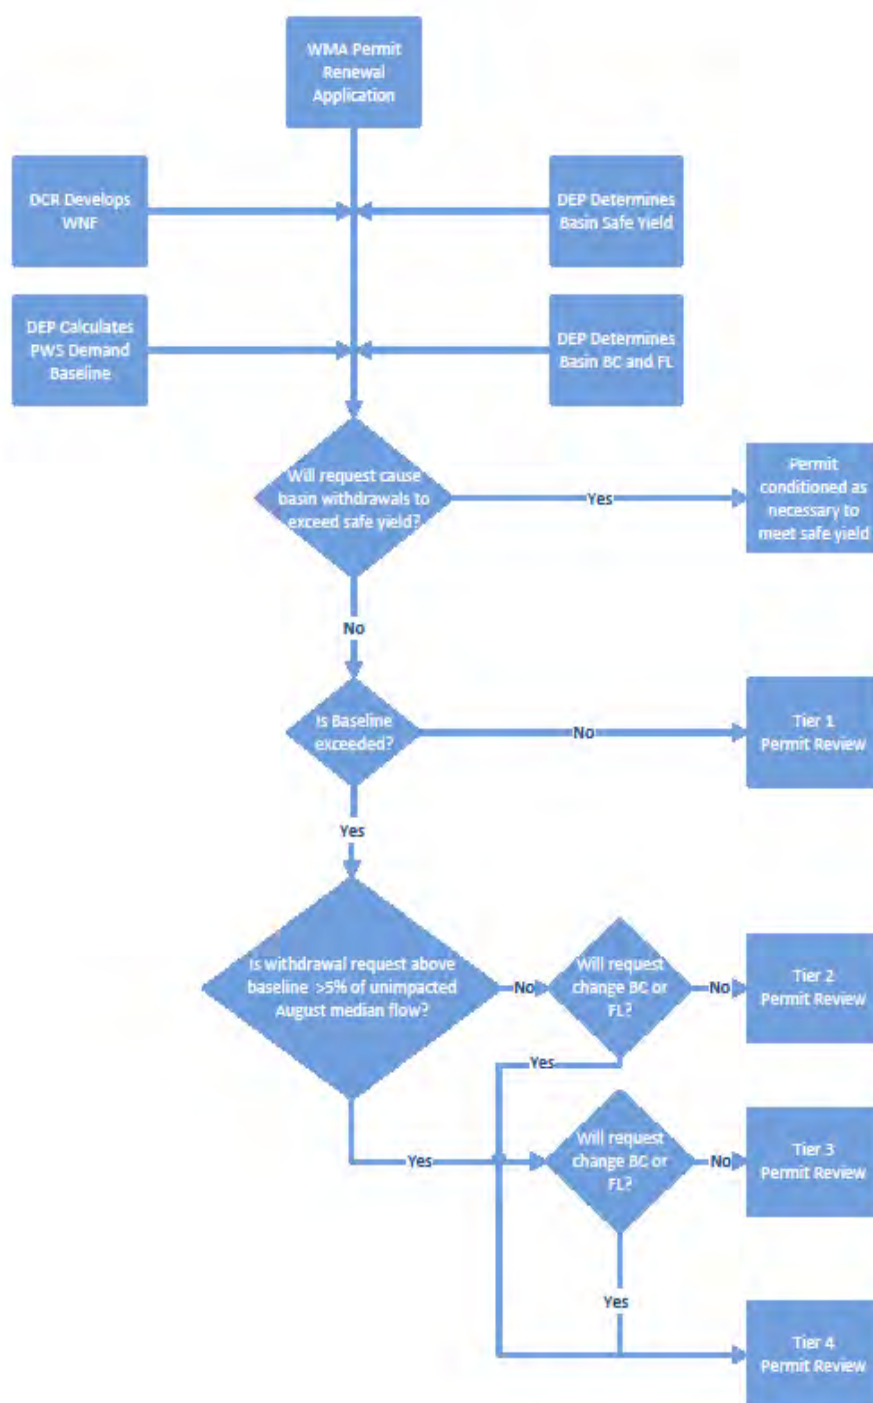 WMA Permit
Renewal
Application
DCR Develops
WNF
DEP Determines
Basin Safe Yield
DEP Calculates
PWS Demand
Baseline
DEP Determines
Basin BC and FL
Will request cause
basin withdrawals to
exceed safe yield?
Yes
Permit
conditioned as
necessary to
meet safe yield
No
Is Baseline
exceeded?
No
Tier 1
Permit Review
Yes
Is withdrawal request above
baseline >5% of unimpacted
August median flow?
No
Will request
change BC or
FL?
No
Tier 2
Permit Review
Yes
Yes
Will request
change BC or
FL?
No
Tier 3
Permit Review
Yes
Tier 4
Permit Review